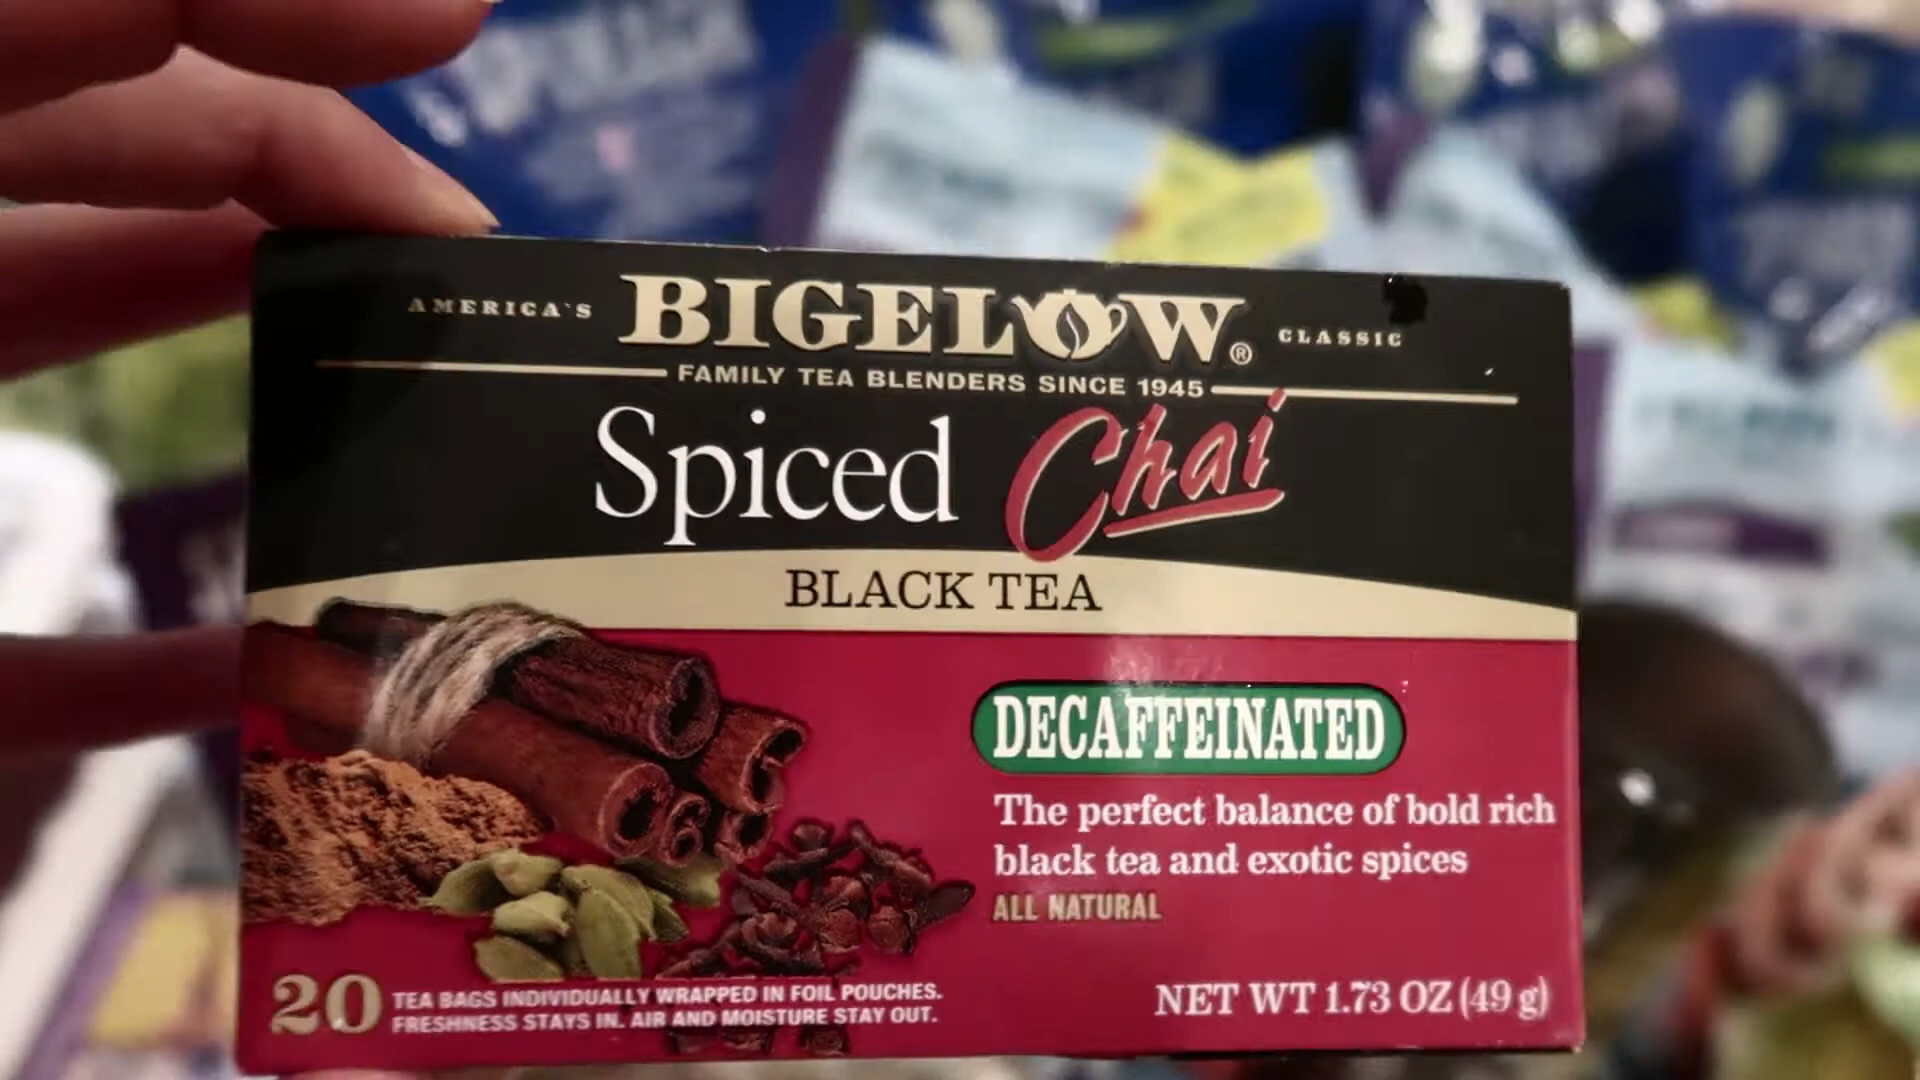 AMERICA'S BIGELOW® CLASSIC
FAMILY TEA BLENDERS SINCE 1945
Spiced Chai
BLACK TEA
DECAFFEINATED
The perfect balance of bold rich
black tea and exotic spices
ALL NATURAL
20 TEA BAGS INDIVIDUALLY WRAPPED IN FOIL POUCHES.
FRESHNESS STAYS IN. AIR AND MOISTURE STAY OUT.
NET WT 1.73 OZ (49 g)